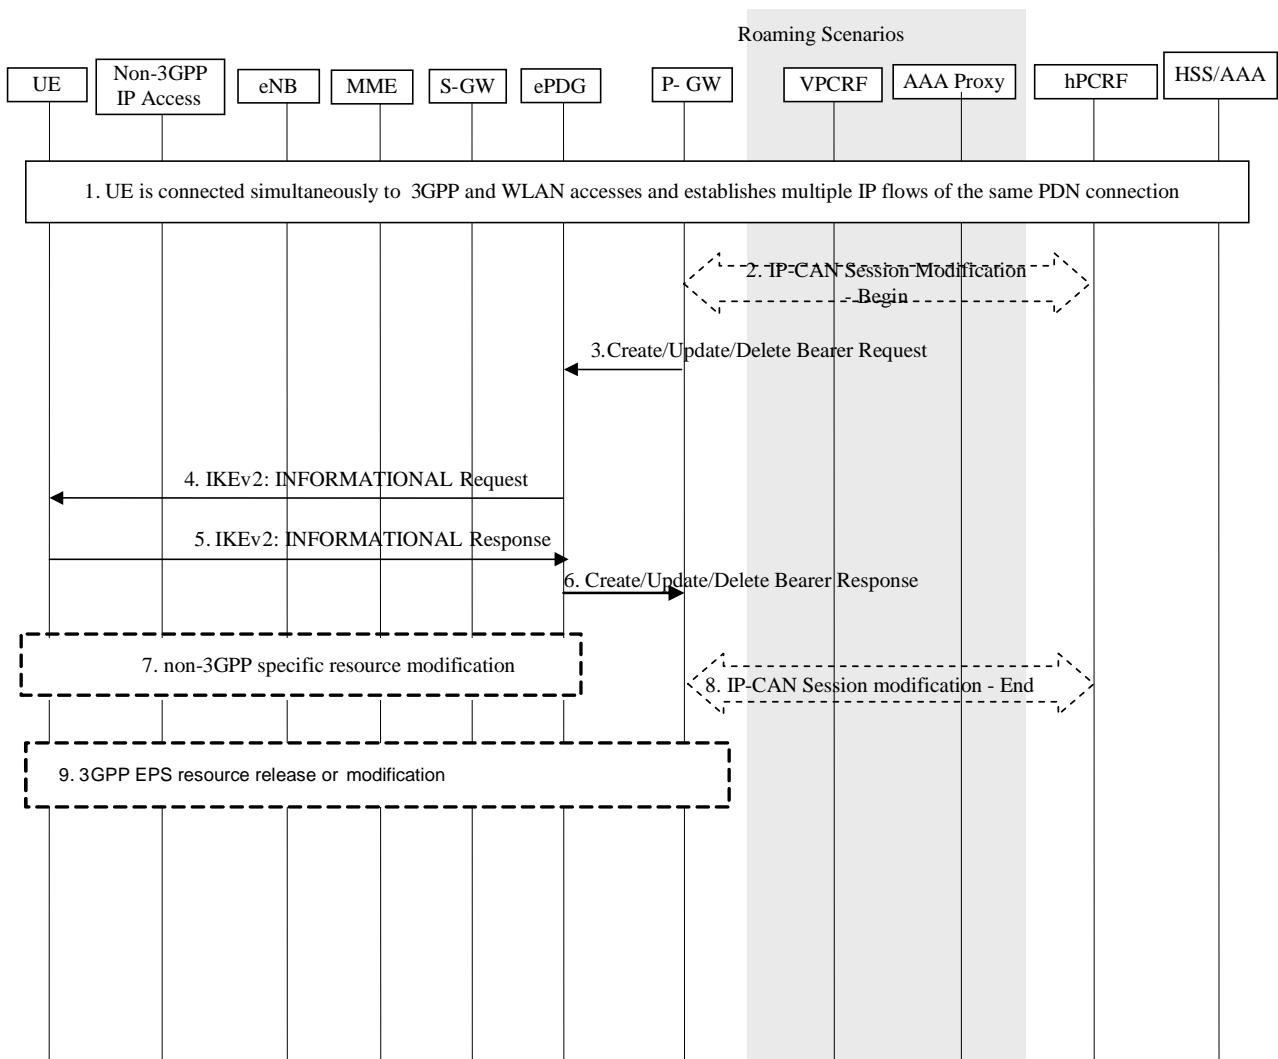 Roaming Scenarios
UE
Non-3GPP
IP Access
eNB
MME
S-GW
ePDG
P- GW
VPCRF
AAA Proxy
hPCRF
HSS/AAA
1. UE is connected simultaneously to 3GPP and WLAN accesses and establishes multiple IP flows of the same PDN connection
2. IP-CAN Session Modification
- Begin
3.Create/Update/Delete Bearer Request
4. IKEv2: INFORMATIONAL Request
5. IKEv2: INFORMATIONAL Response
6. Create/Update/Delete Bearer Response
7. non-3GPP specific resource modification
8. IP-CAN Session modification - End
9. 3GPP EPS resource release or modification